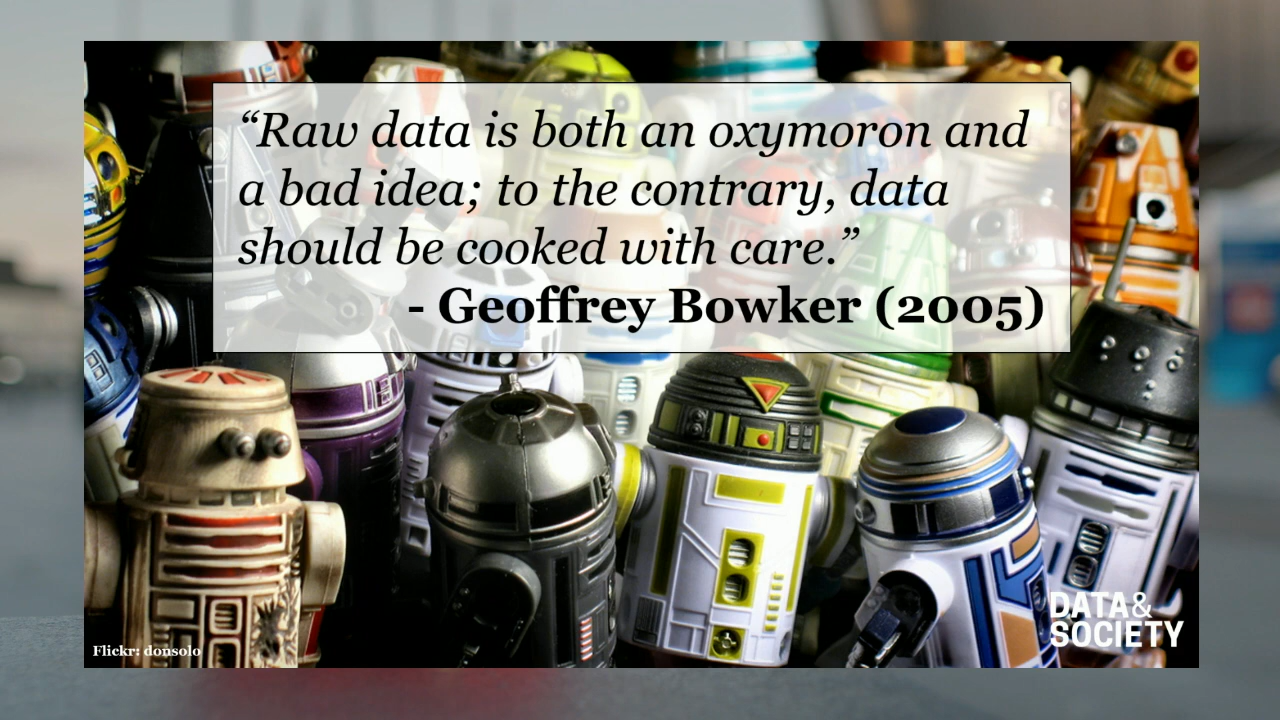 “Raw data is both an oxymoron and
a bad idea; to the contrary, data
should be cooked with care.”
- Geoffrey Bowker (2005)
DATA&
SOCIETY
Flickr: donsolo